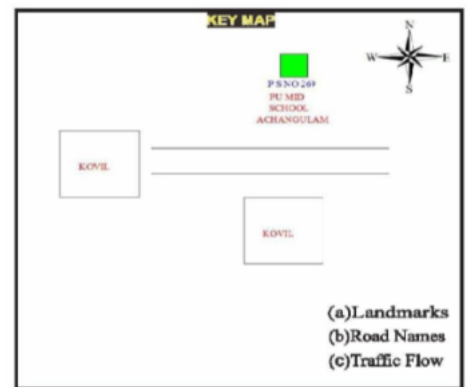 KEY MAP
N
W E
S
P S NO 269
PU MID
SCHOOL
ACHANGULAM
KOVIL
KOVIL
(a)Landmarks
(b)Road Names
(c)Traffic Flow